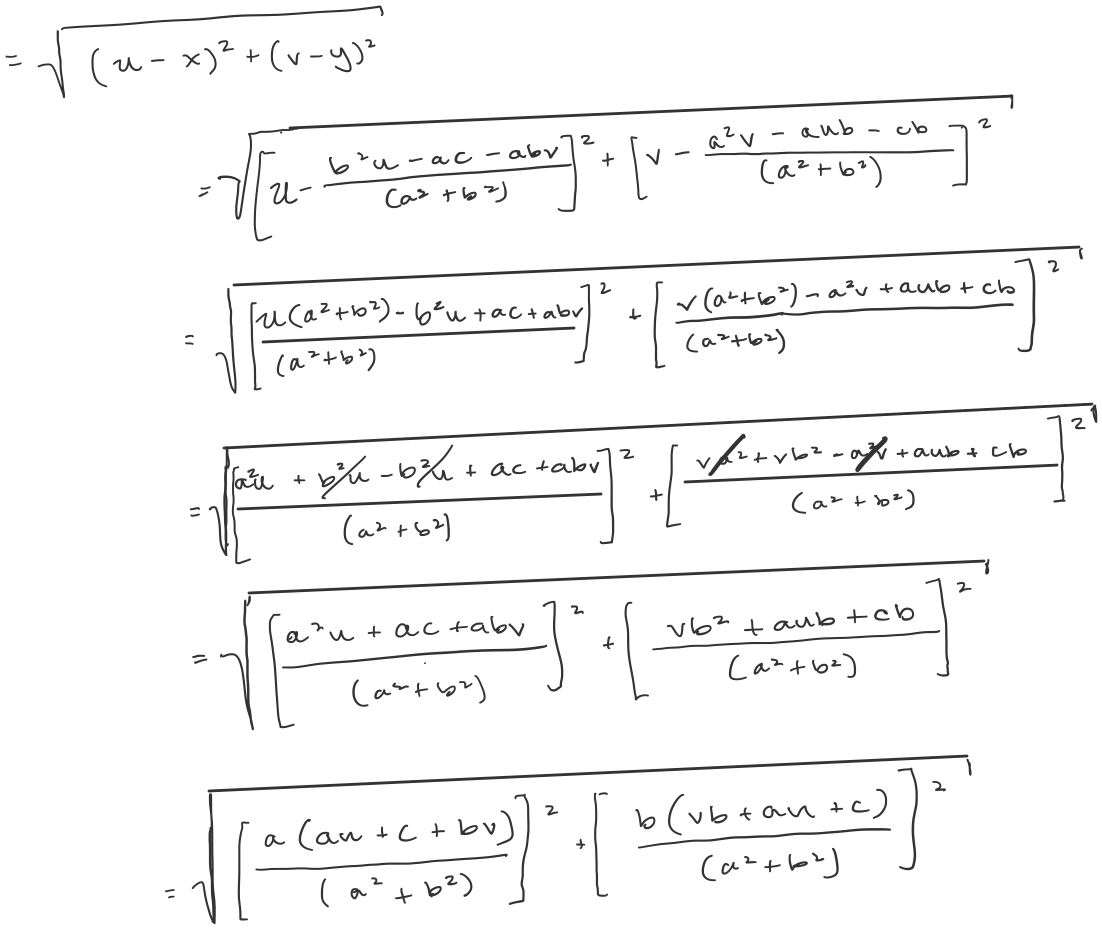 = √((u - x)² + (v - y)²)
= √([u - (b²u - ac - abv)/(a² + b²)]² + [v - (a²v - aub - cb)/(a² + b²)]²)
= √([(u(a² + b²) - b²u + ac + abv)/(a² + b²)]² + [(v(a² + b²) - a²v + aub + cb)/(a² + b²)]²)
= √([(a²u + b²u - b²u + ac + abv)/(a² + b²)]² + [(va² + vb² - a²v + aub + cb)/(a² + b²)]²)
= √([(a²u + ac + abv)/(a² + b²)]² + [(vb² + aub + cb)/(a² + b²)]²)
= √([a(au + c + bv)/(a² + b²)]² + [b(vb + au + c)/(a² + b²)]²)